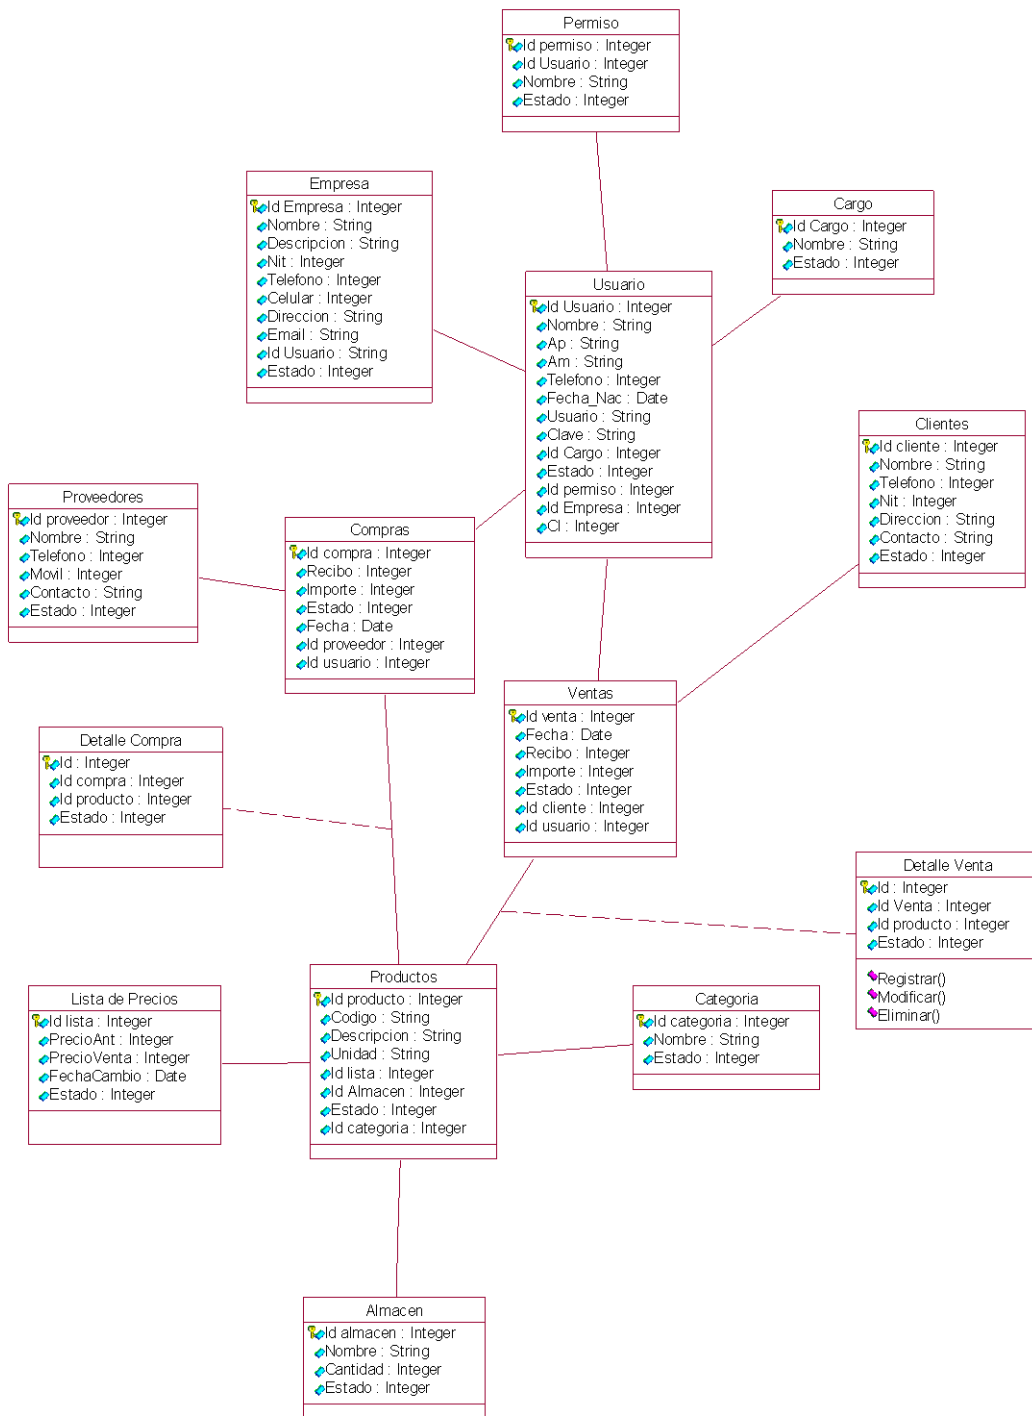 Permiso
Id permiso : Integer
Id Usuario : Integer
Nombre : String
Estado : Integer
Empresa
Id Empresa : Integer
Nombre : String
Descripcion : String
Nit : Integer
Telefono : Integer
Celular : Integer
Direccion : String
Email : String
Id Usuario : String
Estado : Integer
Cargo
Id Cargo : Integer
Nombre : String
Estado : Integer
Usuario
Id Usuario : Integer
Nombre : String
Ap : String
Am : String
Telefono : Integer
Fecha_Nac : Date
Usuario : String
Clave : String
Id Cargo : Integer
Estado : Integer
Id permiso : Integer
Id Empresa : Integer
CI : Integer
Clientes
Id cliente : Integer
Nombre : String
Telefono : Integer
Nit : Integer
Direccion : String
Contacto : String
Estado : Integer
Proveedores
Id proveedor : Integer
Nombre : String
Telefono : Integer
Movil : Integer
Contacto : String
Estado : Integer
Compras
Id compra : Integer
Recibo : Integer
Importe : Integer
Estado : Integer
Fecha : Date
Id proveedor : Integer
Id usuario : Integer
Ventas
Id venta : Integer
Fecha : Date
Recibo : Integer
Importe : Integer
Estado : Integer
Id cliente : Integer
Id usuario : Integer
Detalle Compra
Id : Integer
Id compra : Integer
Id producto : Integer
Estado : Integer
Detalle Venta
Id : Integer
Id Venta : Integer
Id producto : Integer
Estado : Integer
Registrar()
Modificar()
Eliminar()
Lista de Precios
Id lista : Integer
PrecioAnt : Integer
PrecioVenta : Integer
FechaCambio : Date
Estado : Integer
Productos
Id producto : Integer
Codigo : String
Descripcion : String
Unidad : String
Id lista : Integer
Id Almacen : Integer
Estado : Integer
Id categoria : Integer
Categoria
Id categoria : Integer
Nombre : String
Estado : Integer
Almacen
Id almacen : Integer
Nombre : String
Cantidad : Integer
Estado : Integer